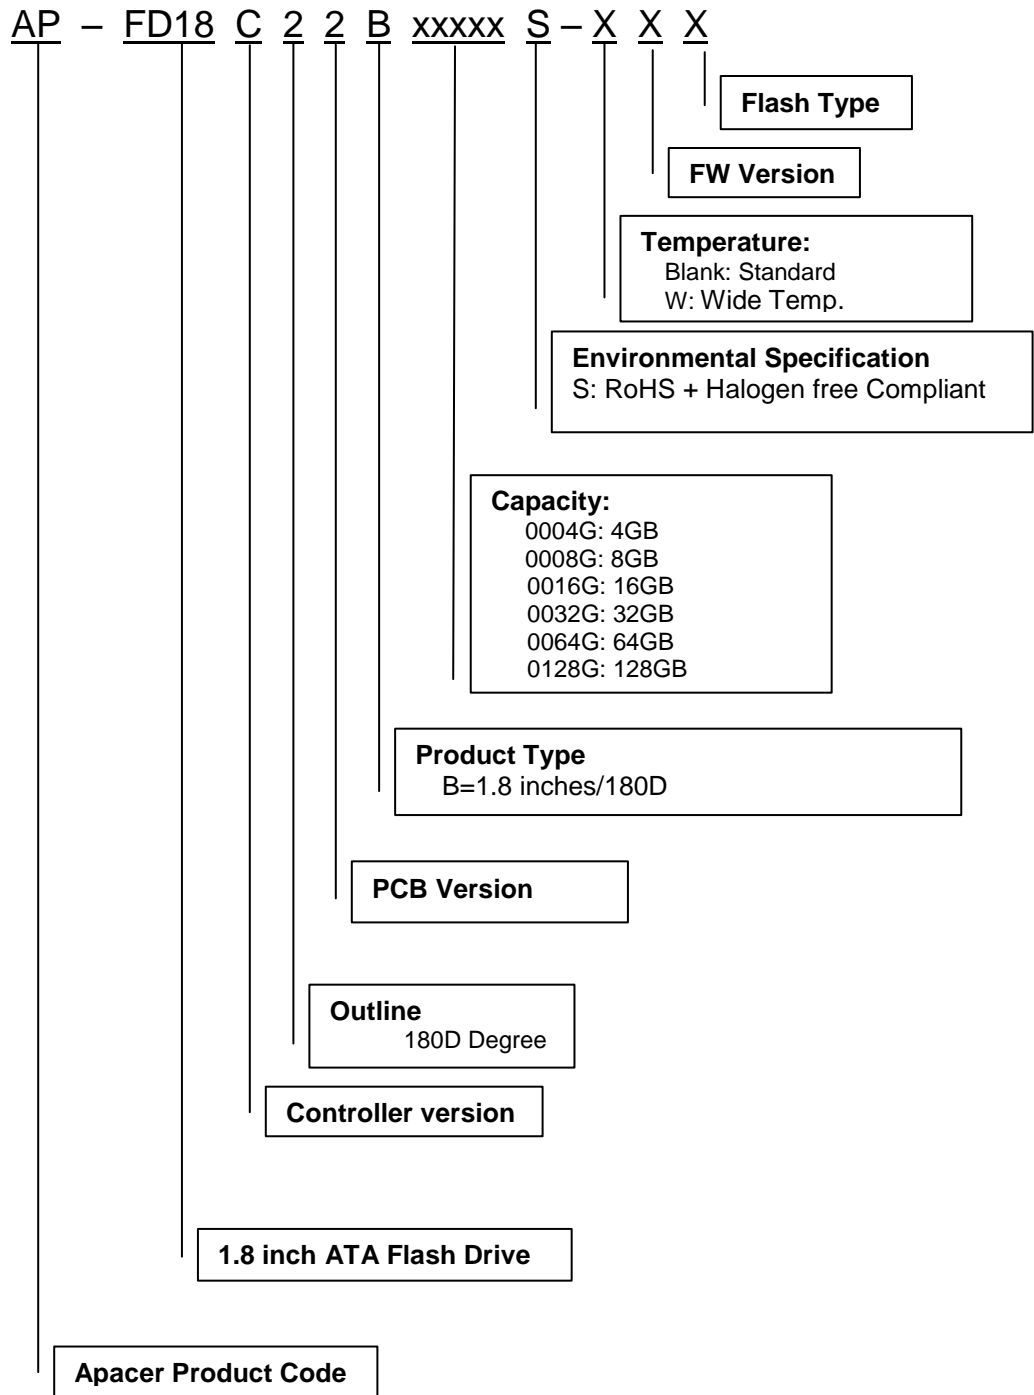 AP – FD18 C 2 2 B xxxxx S – X X X
Flash Type
FW Version
Temperature:
Blank: Standard
W: Wide Temp.
Environmental Specification
S: RoHS + Halogen free Compliant
Capacity:
0004G: 4GB
0008G: 8GB
0016G: 16GB
0032G: 32GB
0064G: 64GB
0128G: 128GB
Product Type
B=1.8 inches/180D
PCB Version
Outline
180D Degree
Controller version
1.8 inch ATA Flash Drive
Apacer Product Code